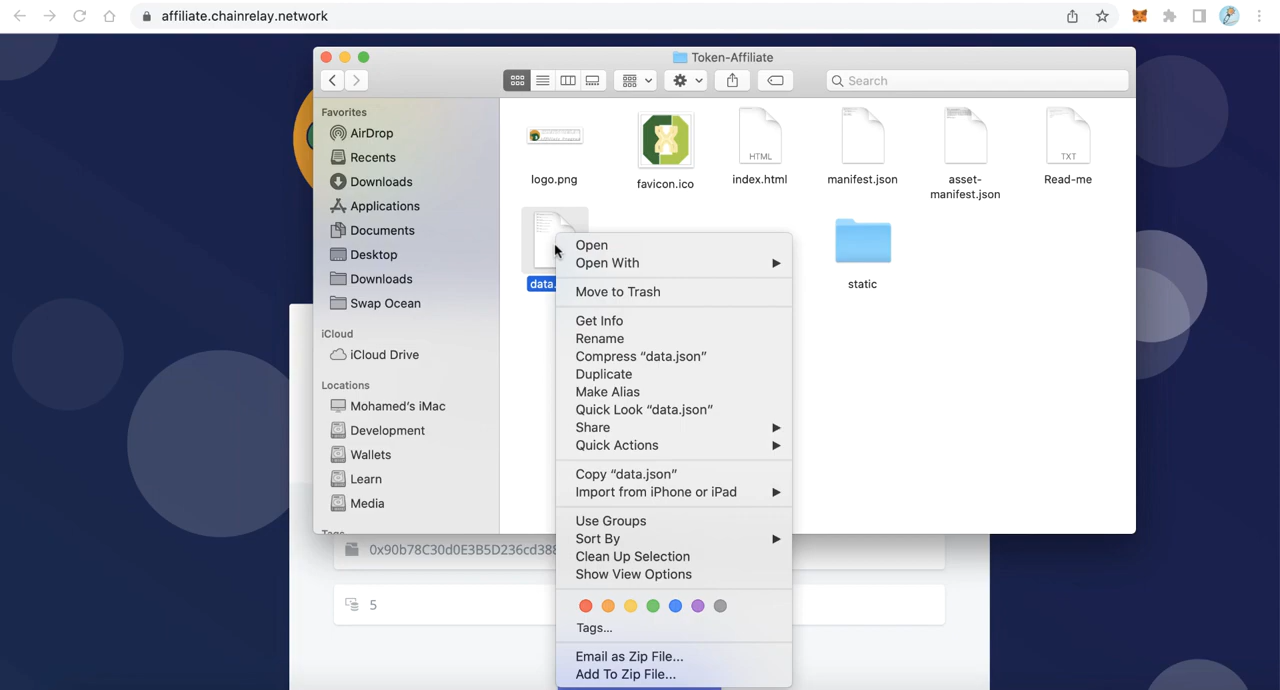 affiliate.chainrelay.network
Token-Affiliate
Search
Favorites
AirDrop
Recents
Downloads
Applications
Documents
Desktop
Downloads
Swap Ocean
iCloud
iCloud Drive
Locations
Mohamed's iMac
Development
Wallets
Learn
Media
Tags
logo.png
favicon.ico
HTML
index.html
manifest.json
asset-
manifest.json
TXT
Read-me
data.
static
Open
Open With
Move to Trash
Get Info
Rename
Compress “data.json”
Duplicate
Make Alias
Quick Look “data.json”
Share
Quick Actions
Copy “data.json”
Import from iPhone or iPad
Use Groups
Sort By
Clean Up Selection
Show View Options
Tags...
Email as Zip File...
Add To Zip File...
0x90b78C30d0E3B5D236cd388
5